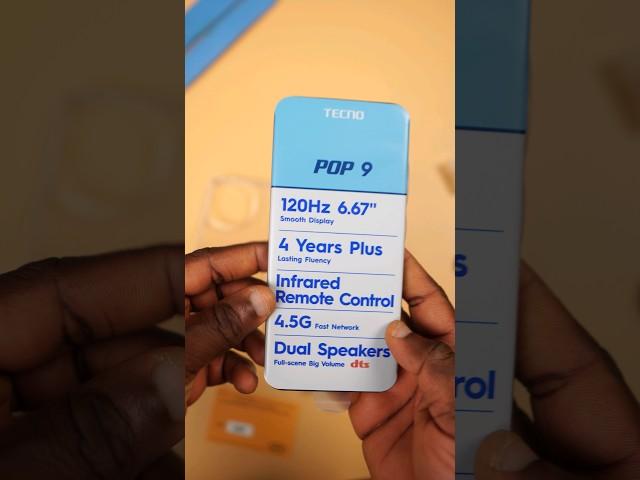 TECNO
POP 9
120Hz 6.67"
Smooth Display
4 Years Plus
Lasting Fluency
Infrared
Remote Control
4.5G Fast Network
Dual Speakers
Full-scene Big Volume dts
s
rol